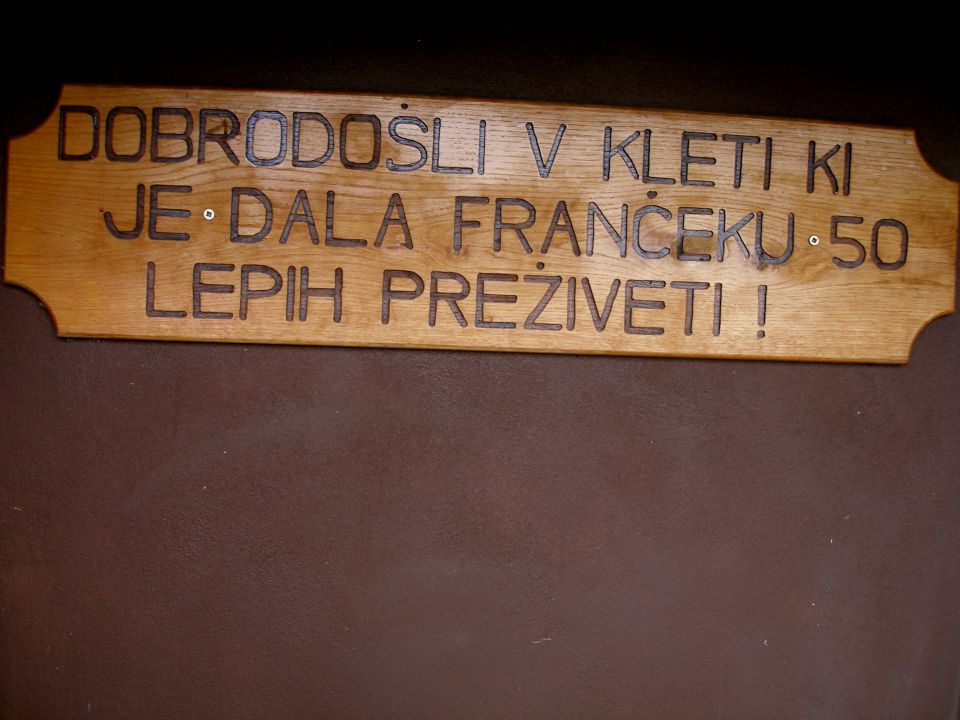 DOBRODOŠLI V KLETI KI
JE DALA FRANČEKU 50
LEPIH PREŽIVETI !